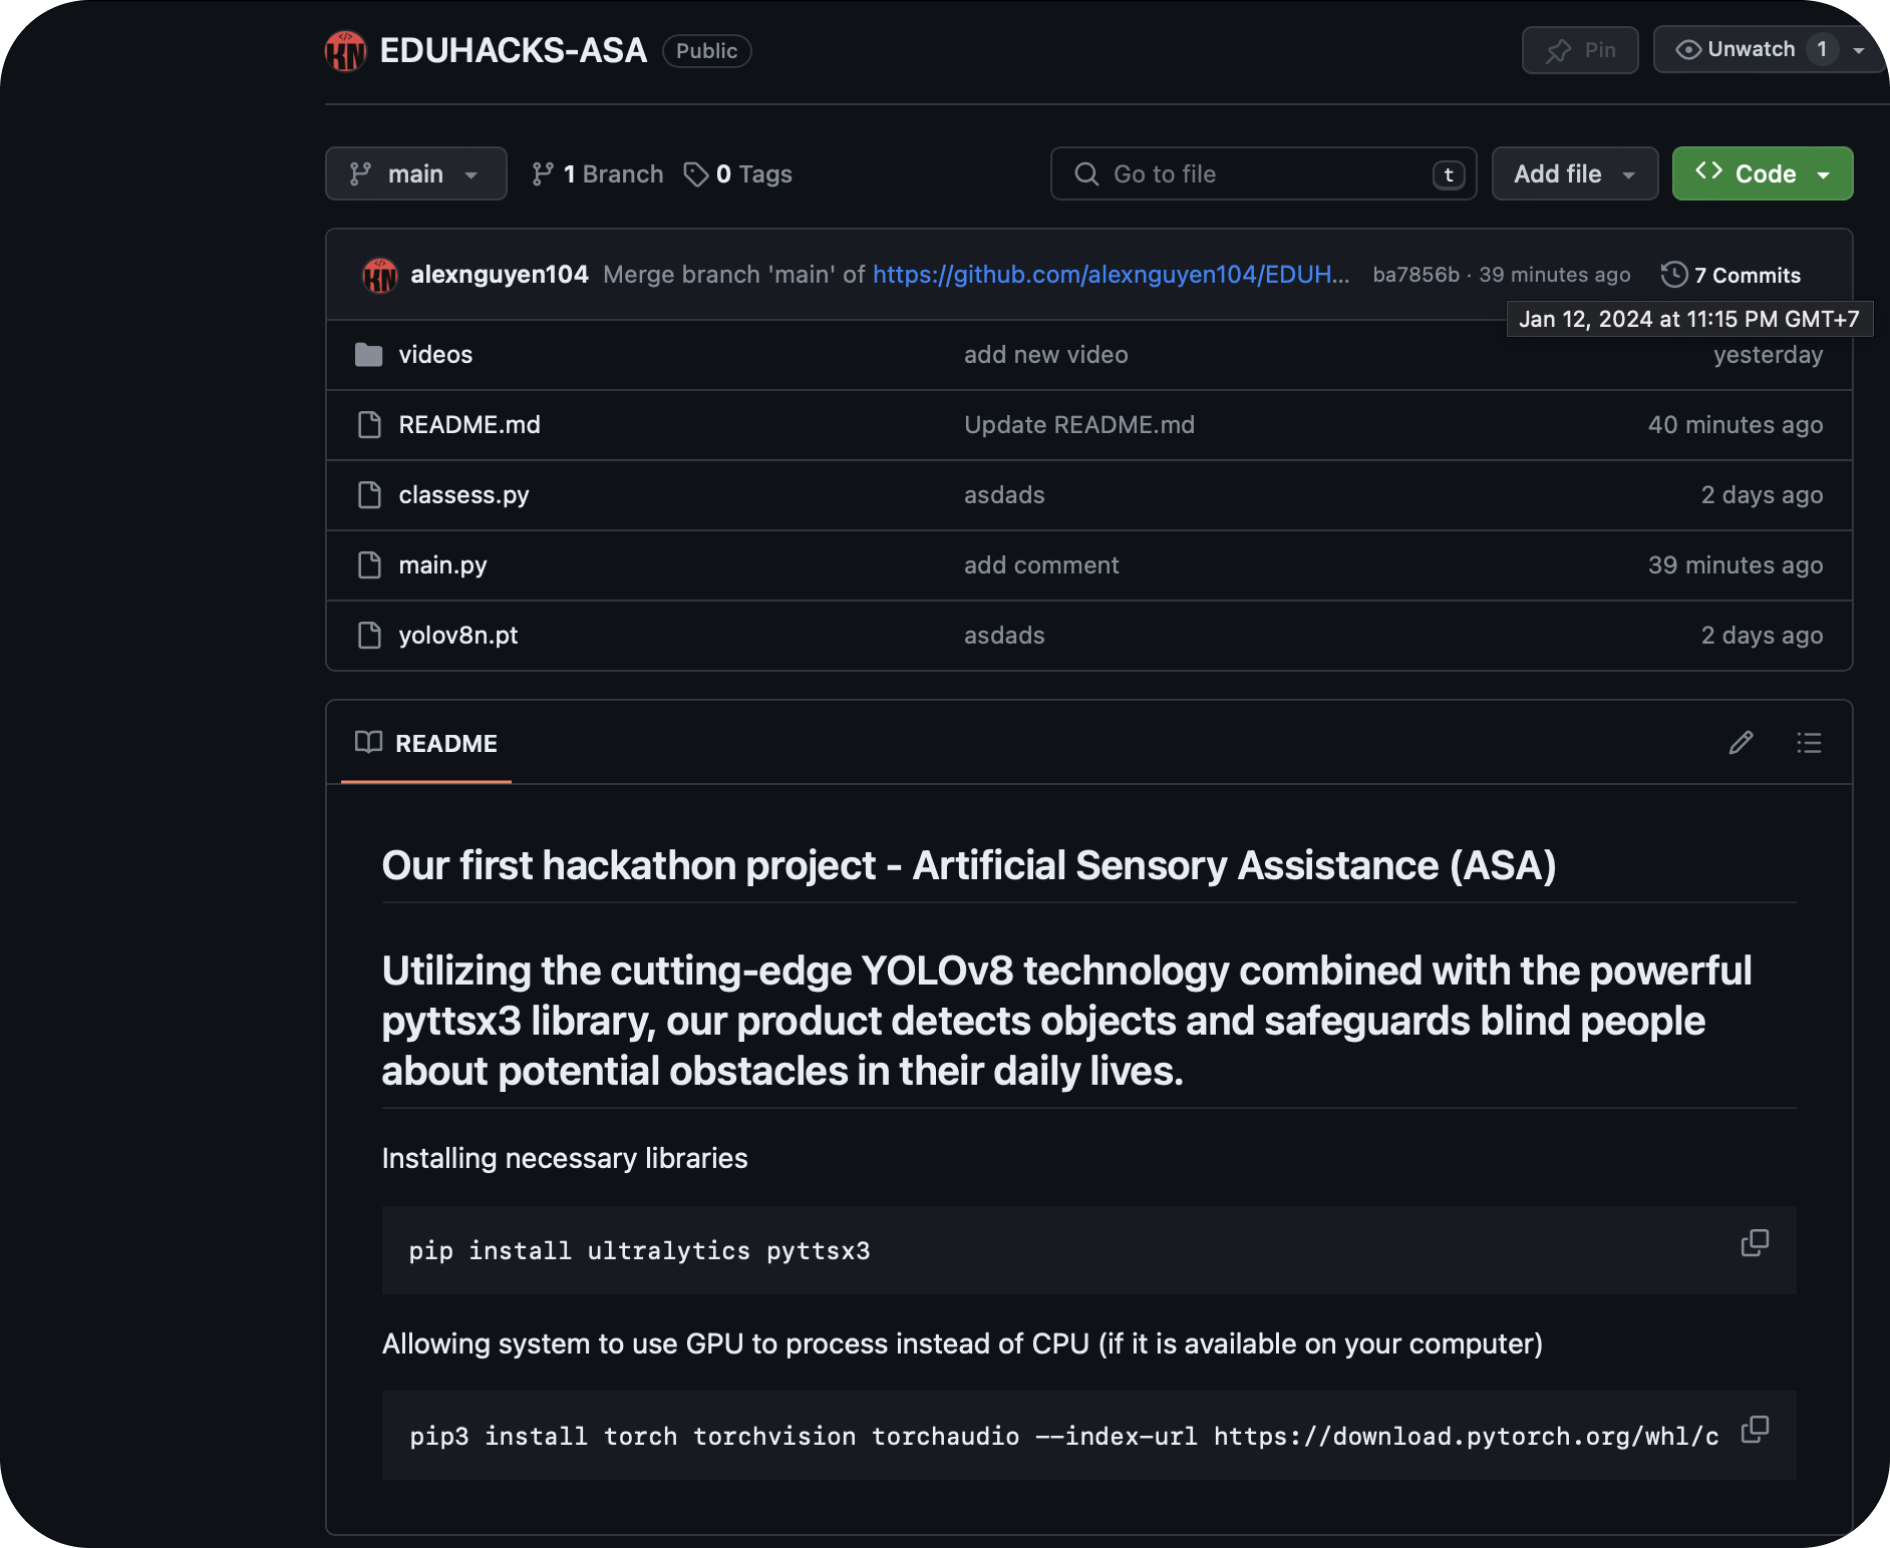 EDUHACKS-ASA Public Pin Unwatch 1
main 1 Branch 0 Tags Go to file t Add file Code
alexnguyen104 Merge branch 'main' of https://github.com/alexnguyen104/EDUH... ba7856b · 39 minutes ago 7 Commits
Jan 12, 2024 at 11:15 PM GMT+7
videos add new video yesterday
README.md Update README.md 40 minutes ago
classess.py asdads 2 days ago
main.py add comment 39 minutes ago
yolov8n.pt asdads 2 days ago
README
Our first hackathon project - Artificial Sensory Assistance (ASA)
Utilizing the cutting-edge YOLOv8 technology combined with the powerful
pyttsx3 library, our product detects objects and safeguards blind people
about potential obstacles in their daily lives.
Installing necessary libraries
pip install ultralytics pyttsx3
Allowing system to use GPU to process instead of CPU (if it is available on your computer)
pip3 install torch torchvision torchaudio --index-url https://download.pytorch.org/whl/c